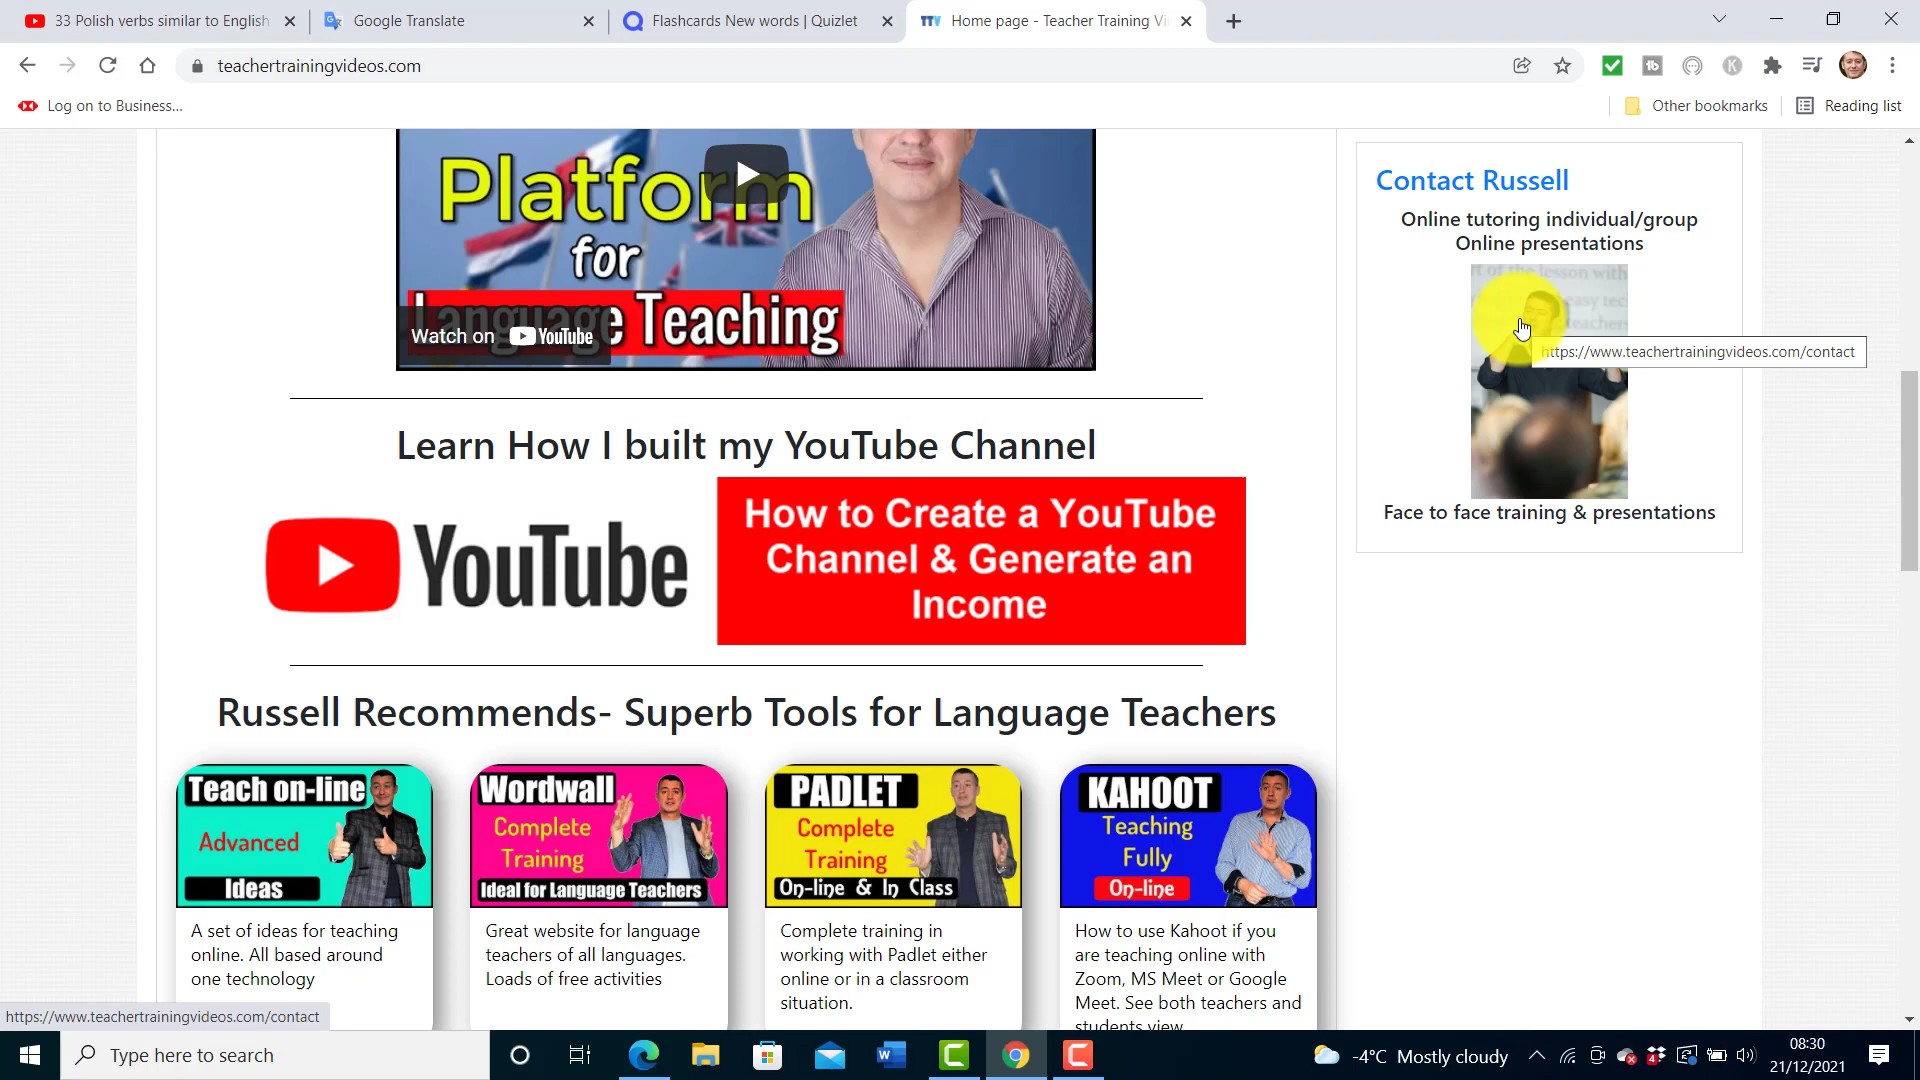 33 Polish verbs similar to English
Google Translate
Flashcards New words | Quizlet
Home page - Teacher Training Vi
teachertrainingvideos.com
Log on to Business...
Other bookmarks
Reading list
Platform
for
Language Teaching
Watch on YouTube
Learn How I built my YouTube Channel
YouTube
How to Create a YouTube
Channel & Generate an
Income
Russell Recommends- Superb Tools for Language Teachers
Teach on-line
Advanced
Ideas
A set of ideas for teaching
online. All based around
one technology
Wordwall
Complete
Training
Ideal for Language Teachers
Great website for language
teachers of all languages.
Loads of free activities
PADLET
Complete
Training
On-line & In Class
Complete training in
working with Padlet either
online or in a classroom
situation.
KAHOOT
Teaching
Fully
On-line
How to use Kahoot if you
are teaching online with
Zoom, MS Meet or Google
Meet. See both teachers and
students view
Contact Russell
Online tutoring individual/group
Online presentations
https://www.teachertrainingvideos.com/contact
Face to face training & presentations
https://www.teachertrainingvideos.com/contact
Type here to search
-4°C Mostly cloudy
08:30
21/12/2021